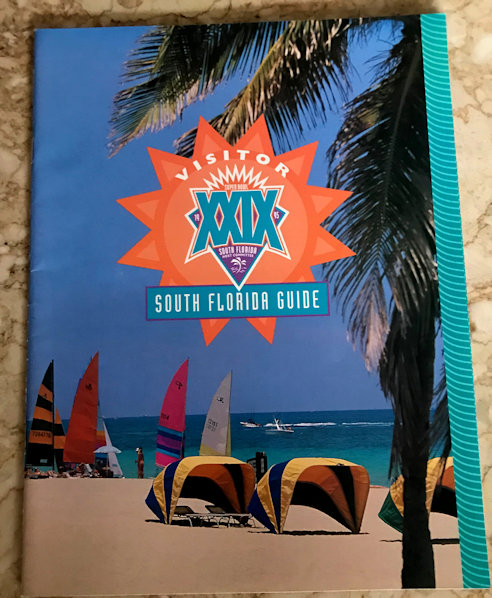 VISITOR
SUPER BOWL
19 XXIX 95
SOUTH FLORIDA
HOST COMMITTEE
SOUTH FLORIDA GUIDE